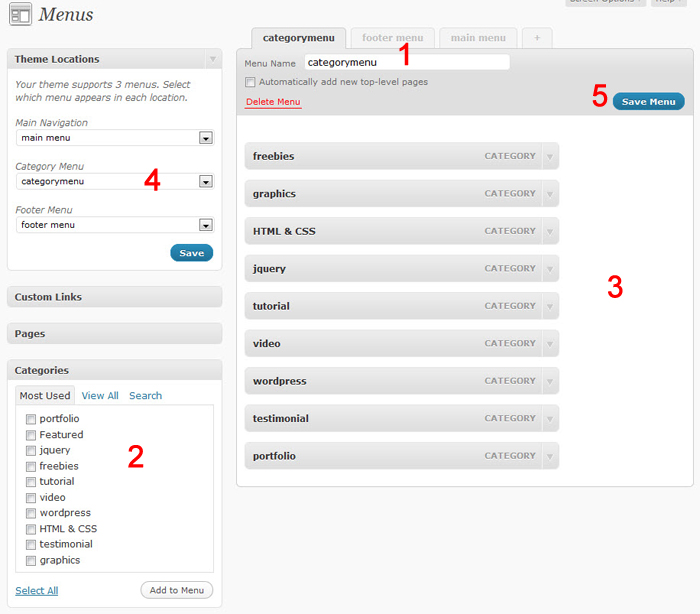 Menus
Screen Options
Help
Theme Locations
Your theme supports 3 menus. Select
which menu appears in each location.
Main Navigation
main menu
Category Menu
categorymenu
4
Footer Menu
footer menu
Save
Custom Links
Pages
Categories
Most Used View All Search
portfolio
Featured
jquery
freebies
tutorial
video
wordpress
HTML & CSS
testimonial
graphics
2
Select All
Add to Menu
categorymenu footer menu main menu +
1
Menu Name categorymenu
Automatically add new top-level pages
Delete Menu
5
Save Menu
freebies CATEGORY
graphics CATEGORY
HTML & CSS CATEGORY
jquery CATEGORY
tutorial CATEGORY
video CATEGORY
wordpress CATEGORY
testimonial CATEGORY
portfolio CATEGORY
3